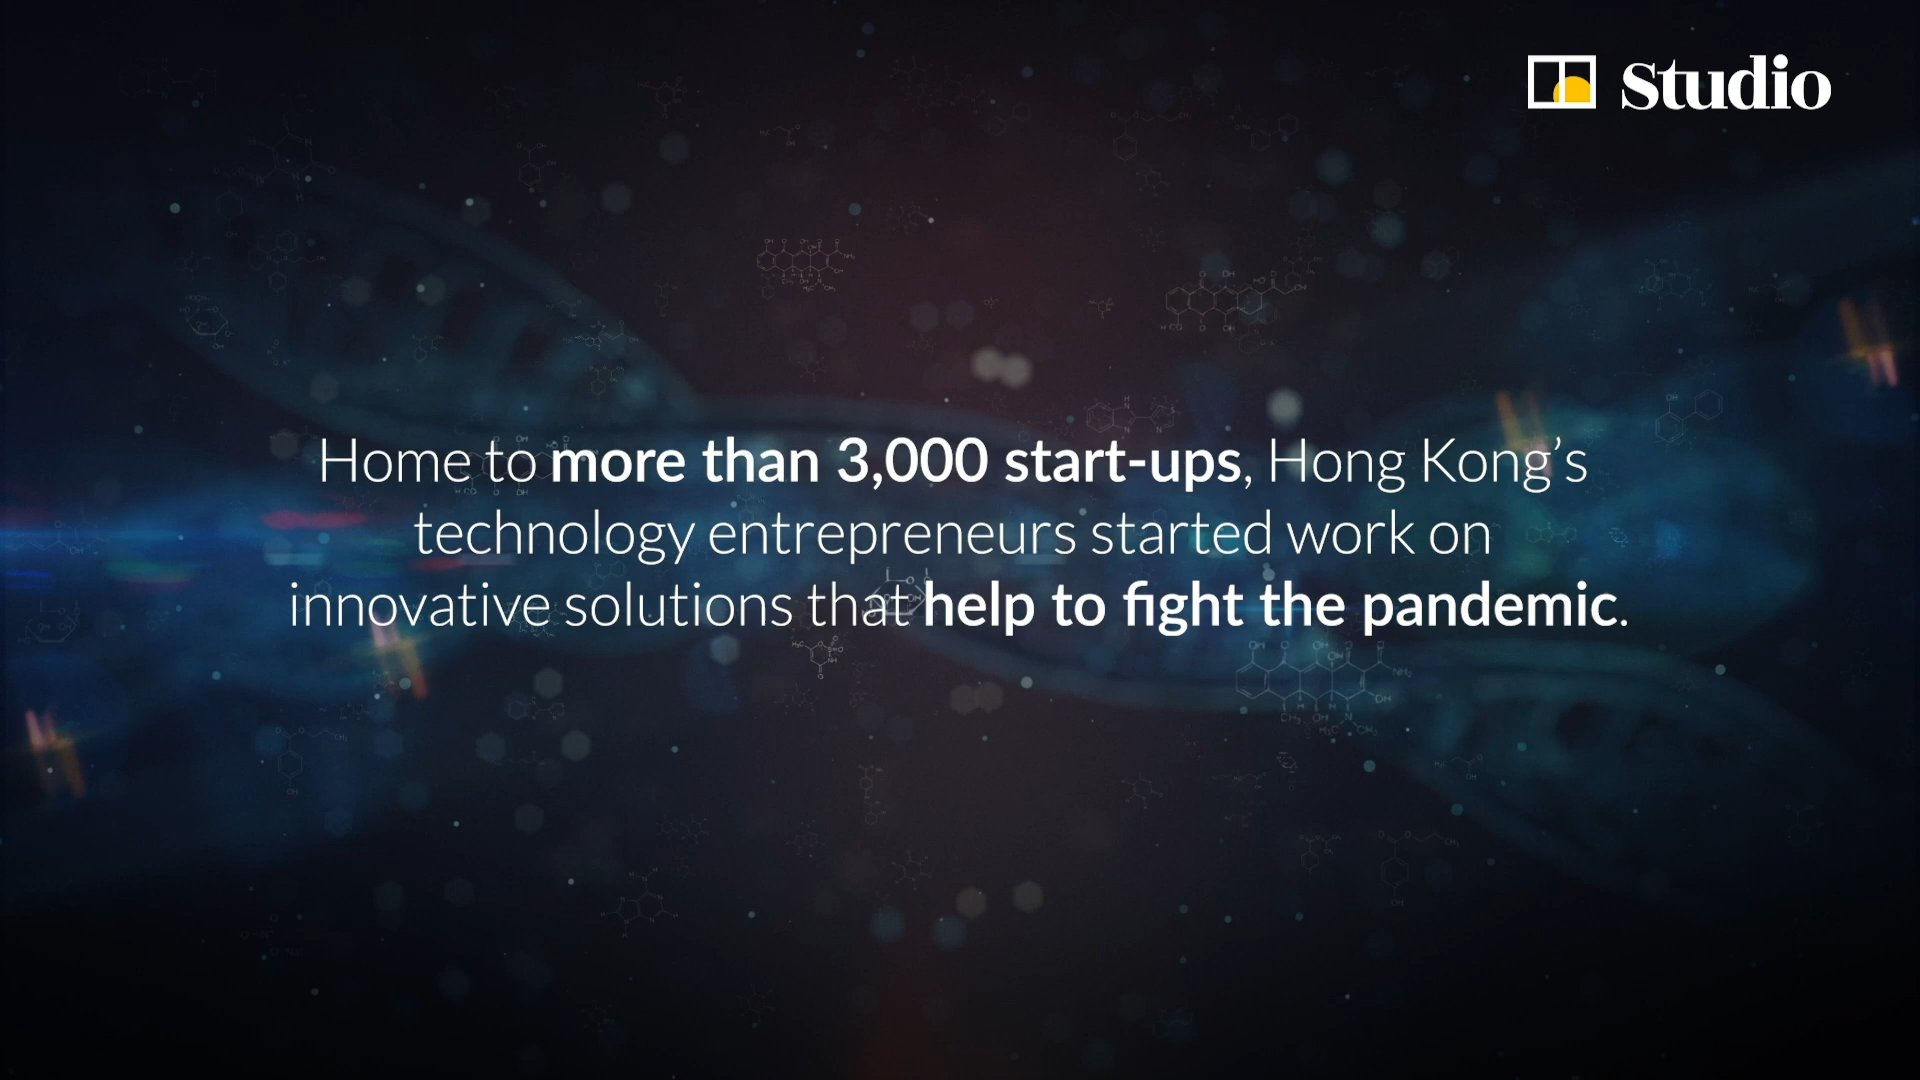 Studio
Home to more than 3,000 start-ups, Hong Kong’s
technology entrepreneurs started work on
innovative solutions that help to fight the pandemic.